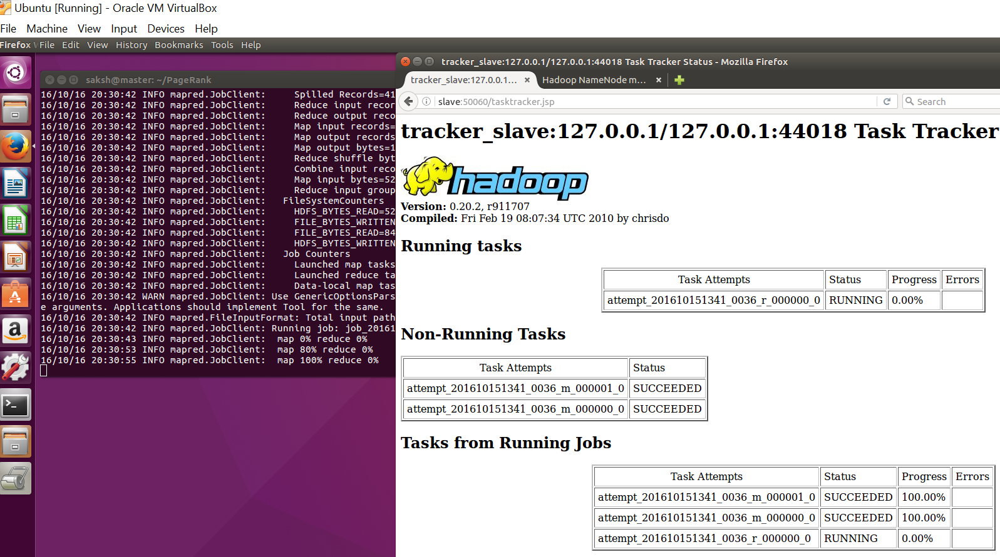 Ubuntu [Running] - Oracle VM VirtualBox
File Machine View Input Devices Help
Firefox File Edit View History Bookmarks Tools Help
saksh@master: ~/PageRank
16/10/16 20:30:42 INFO mapred.JobClient: Spilled Records=41
16/10/16 20:30:42 INFO mapred.JobClient: Reduce input recor
16/10/16 20:30:42 INFO mapred.JobClient: Reduce output reco
16/10/16 20:30:42 INFO mapred.JobClient: Map input records=
16/10/16 20:30:42 INFO mapred.JobClient: Map output records
16/10/16 20:30:42 INFO mapred.JobClient: Map output bytes=1
16/10/16 20:30:42 INFO mapred.JobClient: Reduce shuffle byt
16/10/16 20:30:42 INFO mapred.JobClient: Combine input reco
16/10/16 20:30:42 INFO mapred.JobClient: Map input bytes=52
16/10/16 20:30:42 INFO mapred.JobClient: Reduce input group
16/10/16 20:30:42 INFO mapred.JobClient: FileSystemCounters
16/10/16 20:30:42 INFO mapred.JobClient: HDFS_BYTES_READ=52
16/10/16 20:30:42 INFO mapred.JobClient: FILE_BYTES_WRITTEN
16/10/16 20:30:42 INFO mapred.JobClient: FILE_BYTES_READ=84
16/10/16 20:30:42 INFO mapred.JobClient: HDFS_BYTES_WRITTEN
16/10/16 20:30:42 INFO mapred.JobClient: Job Counters
16/10/16 20:30:42 INFO mapred.JobClient: Launched map tasks
16/10/16 20:30:42 INFO mapred.JobClient: Launched reduce ta
16/10/16 20:30:42 INFO mapred.JobClient: Data-local map tas
16/10/16 20:30:42 WARN mapred.JobClient: Use GenericOptionsPars
e arguments. Applications should implement Tool for the same.
16/10/16 20:30:42 INFO mapred.FileInputFormat: Total input path
16/10/16 20:30:42 INFO mapred.JobClient: Running job: job_20161
16/10/16 20:30:43 INFO mapred.JobClient: map 0% reduce 0%
16/10/16 20:30:53 INFO mapred.JobClient: map 80% reduce 0%
16/10/16 20:30:55 INFO mapred.JobClient: map 100% reduce 0%
tracker_slave:127.0.0.1/127.0.0.1:44018 Task Tracker Status - Mozilla Firefox
tracker_slave:127.0.0.1... Hadoop NameNode m...
slave:50060/tasktracker.jsp Search
tracker_slave:127.0.0.1/127.0.0.1:44018 Task Tracker
hadoop
Version: 0.20.2, r911707
Compiled: Fri Feb 19 08:07:34 UTC 2010 by chrisdo
Running tasks
Task Attempts Status Progress Errors
attempt_201610151341_0036_r_000000_0 RUNNING 0.00%
Non-Running Tasks
Task Attempts Status
attempt_201610151341_0036_m_000001_0 SUCCEEDED
attempt_201610151341_0036_m_000000_0 SUCCEEDED
Tasks from Running Jobs
Task Attempts Status Progress Errors
attempt_201610151341_0036_m_000001_0 SUCCEEDED 100.00%
attempt_201610151341_0036_m_000000_0 SUCCEEDED 100.00%
attempt_201610151341_0036_r_000000_0 RUNNING 0.00%